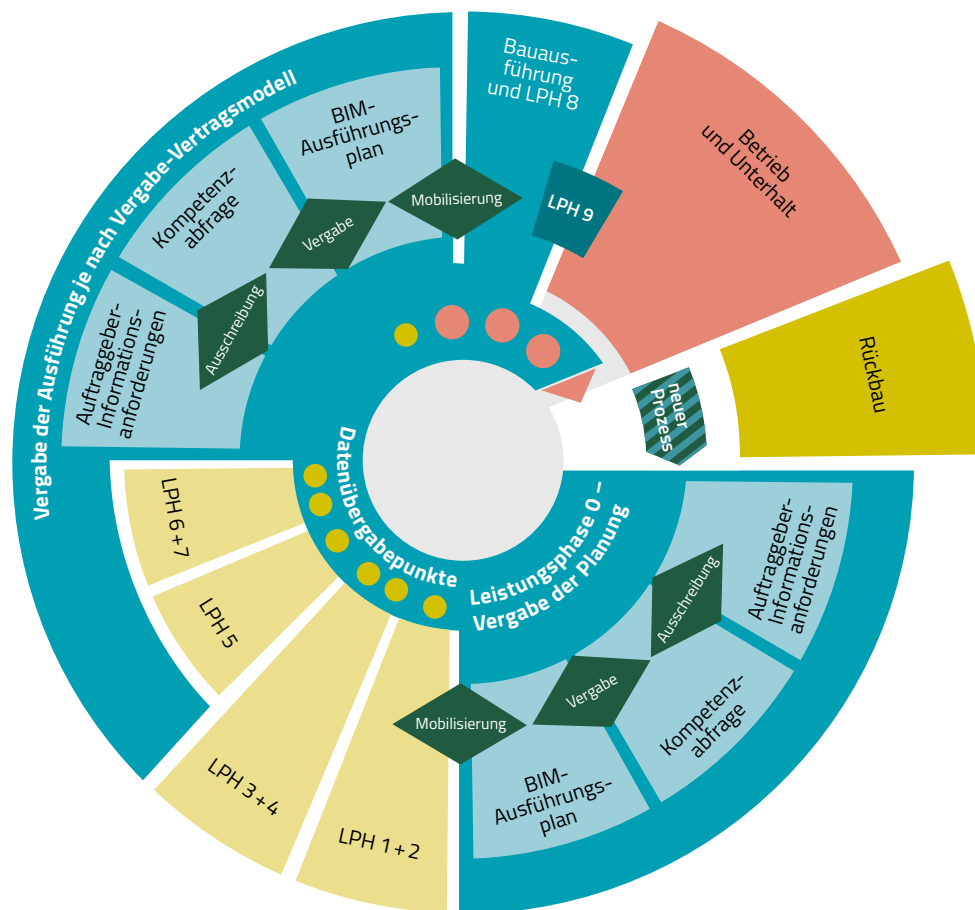 Vergabe der Ausführung je nach Vergabe-Vertragsmodell
Auftraggeber-
Informations-
anforderungen
Ausschreibung
Kompetenz-
abfrage
Vergabe
BIM-
Ausführungs-
plan
Mobilisierung
Bauaus-
führung
und LPH 8
LPH 9
Betrieb
und Unterhalt
Rückbau
neuer
Prozess
Leistungsphase 0 –
Vergabe der Planung
Auftraggeber-
Informations-
anforderungen
Ausschreibung
Kompetenz-
abfrage
Vergabe
BIM-
Ausführungs-
plan
Mobilisierung
LPH 1 + 2
LPH 3 + 4
LPH 5
LPH 6 + 7
Datenübergabepunkte